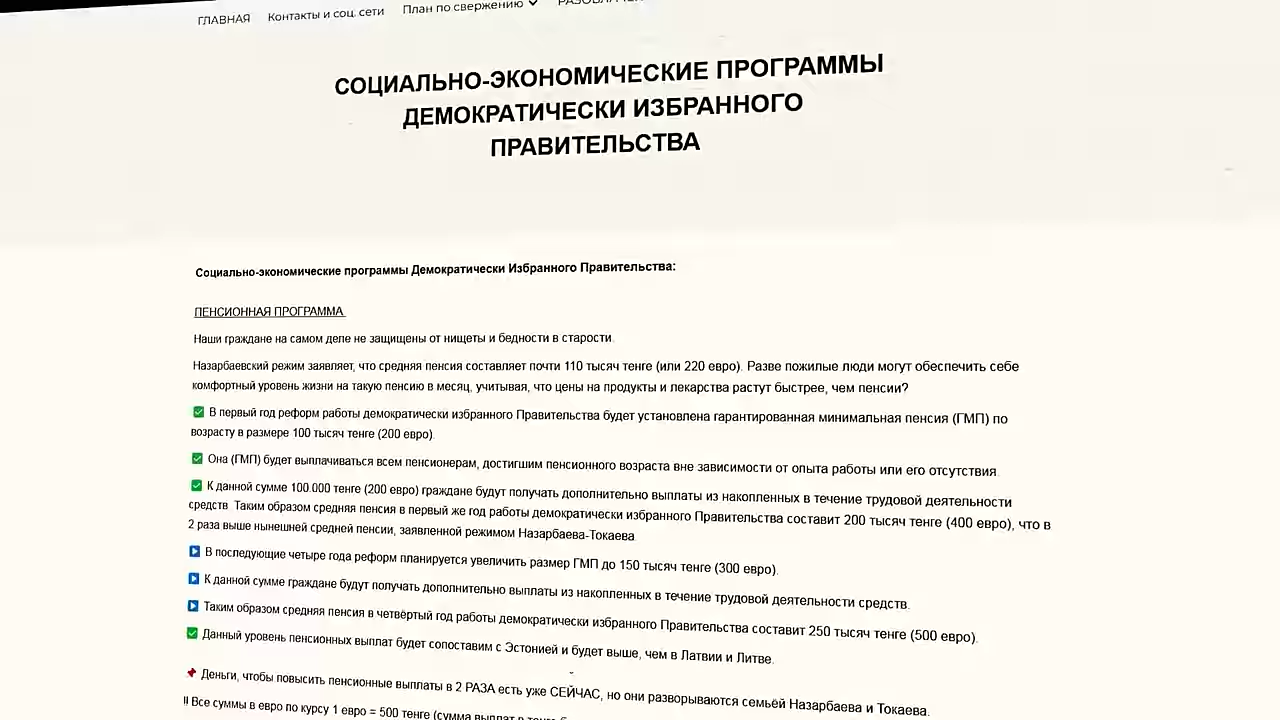 ГЛАВНАЯ Контакты и соц. сети План по свержению
СОЦИАЛЬНО-ЭКОНОМИЧЕСКИЕ ПРОГРАММЫ
ДЕМОКРАТИЧЕСКИ ИЗБРАННОГО
ПРАВИТЕЛЬСТВА
Социально-экономические программы Демократически Избранного Правительства:
ПЕНСИОННАЯ ПРОГРАММА
Наши граждане на самом деле не защищены от нищеты и бедности в старости.
Назарбаевский режим заявляет, что средняя пенсия составляет почти 110 тысяч тенге (или 220 евро). Разве пожилые люди могут обеспечить себе
комфортный уровень жизни на такую пенсию в месяц, учитывая, что цены на продукты и лекарства растут быстрее, чем пенсии?
✅ В первый год реформ работы демократически избранного Правительства будет установлена гарантированная минимальная пенсия (ГМП) по
возрасту в размере 100 тысяч тенге (200 евро).
✅ Она (ГМП) будет выплачиваться всем пенсионерам, достигшим пенсионного возраста вне зависимости от опыта работы или его отсутствия.
✅ К данной сумме 100.000 тенге (200 евро) граждане будут получать дополнительно выплаты из накопленных в течение трудовой деятельности
средств. Таким образом средняя пенсия в первый же год работы демократически избранного Правительства составит 200 тысяч тенге (400 евро), что в
2 раза выше нынешней средней пенсии, заявленной режимом Назарбаева-Токаева.
▶ В последующие четыре года реформ планируется увеличить размер ГМП до 150 тысяч тенге (300 евро).
▶ К данной сумме граждане будут получать дополнительно выплаты из накопленных в течение трудовой деятельности средств.
▶ Таким образом средняя пенсия в четвёртый год работы демократически избранного Правительства составит 250 тысяч тенге (500 евро).
✅ Данный уровень пенсионных выплат будет сопоставим с Эстонией и будет выше, чем в Латвии и Литве.
📌 Деньги, чтобы повысить пенсионные выплаты в 2 РАЗА есть уже СЕЙЧАС, но они разворываются семьёй Назарбаева и Токаева.
‼ Все суммы в евро по курсу 1 евро = 500 тенге (сумма выплат в